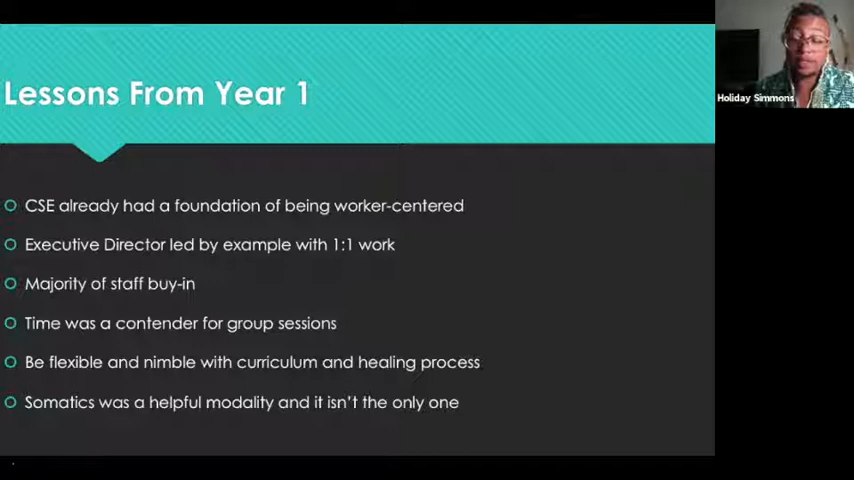 Lessons From Year 1
Holiday Simmons
CSE already had a foundation of being worker-centered
Executive Director led by example with 1:1 work
Majority of staff buy-in
Time was a contender for group sessions
Be flexible and nimble with curriculum and healing process
Somatics was a helpful modality and it isn't the only one